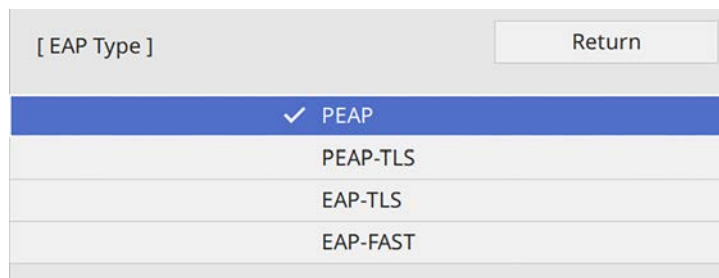 [ EAP Type ]
Return
PEAP
PEAP-TLS
EAP-TLS
EAP-FAST